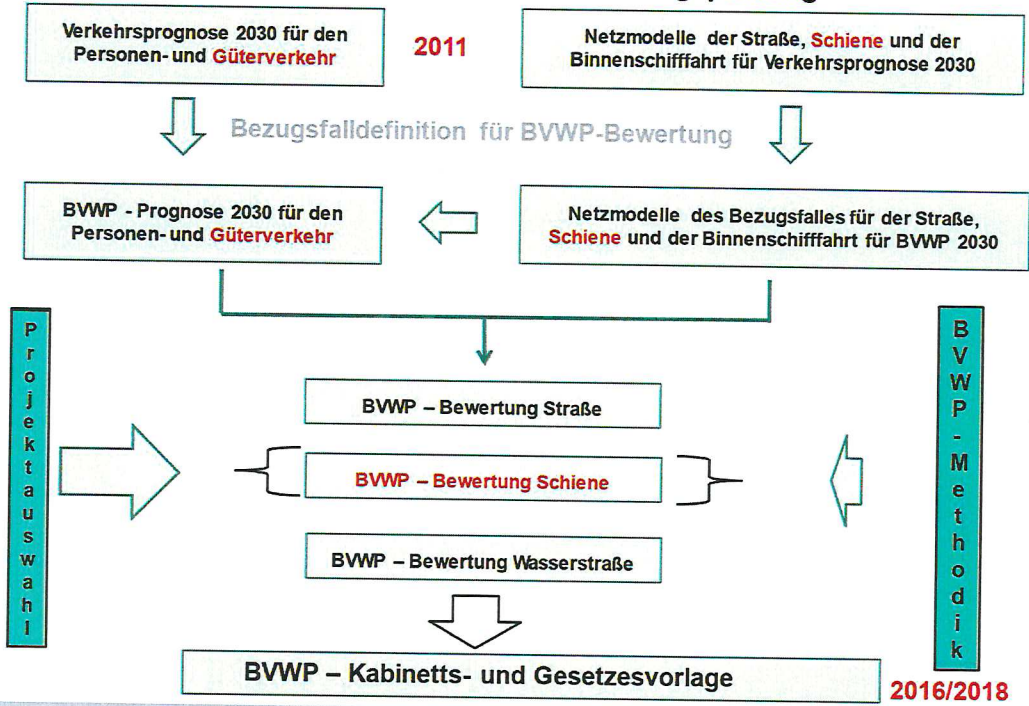 Verkehrsprognose 2030 für den
Personen- und Güterverkehr
2011
Netzmodelle der Straße, Schiene und der
Binnenschifffahrt für Verkehrsprognose 2030
Bezugsfalldefinition für BVWP-Bewertung
BVWP - Prognose 2030 für den
Personen- und Güterverkehr
Netzmodelle des Bezugsfalles für der Straße,
Schiene und der Binnenschifffahrt für BVWP 2030
Projektauswahl
BVWP-Methodik
BVWP – Bewertung Straße
BVWP – Bewertung Schiene
BVWP – Bewertung Wasserstraße
BVWP – Kabinetts- und Gesetzesvorlage
2016/2018